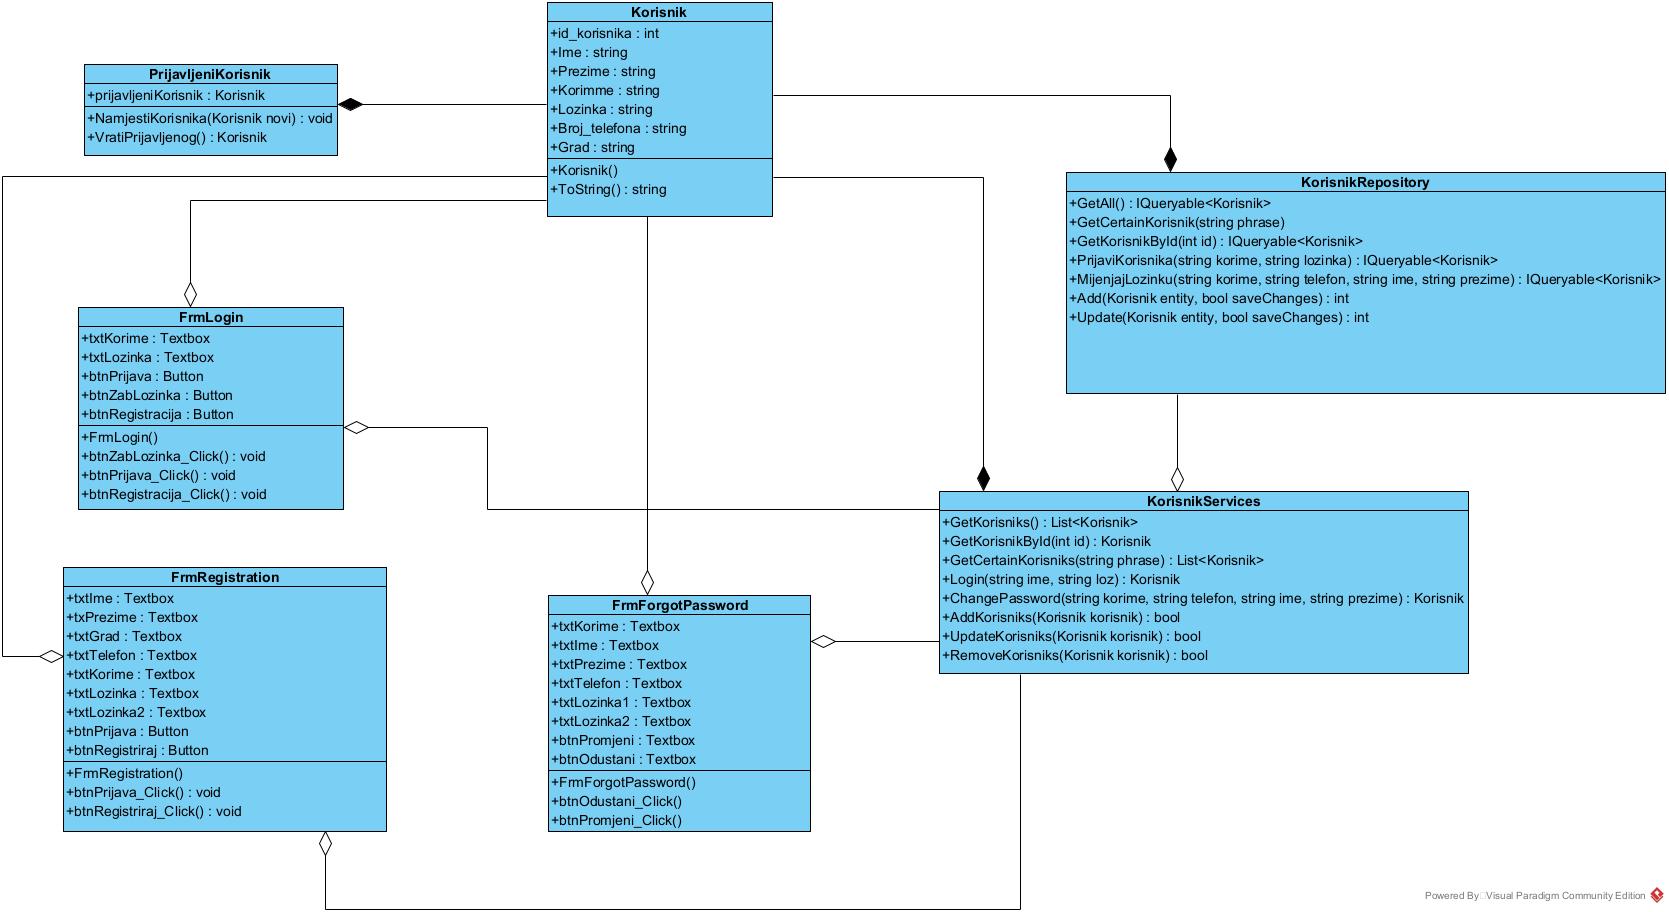 Korisnik
+id_korisnika : int
+Ime : string
+Prezime : string
+Korimme : string
+Lozinka : string
+Broj_telefona : string
+Grad : string
+Korisnik()
+ToString() : string
PrijavljeniKorisnik
+prijavljeniKorisnik : Korisnik
+NamjestiKorisnika(Korisnik novi) : void
+VratiPrijavljenog() : Korisnik
KorisnikRepository
+GetAll() : IQueryable<Korisnik>
+GetCertainKorisnik(string phrase)
+GetKorisnikById(int id) : IQueryable<Korisnik>
+PrijaviKorisnika(string korime, string lozinka) : IQueryable<Korisnik>
+MijenjajLozinku(string korime, string telefon, string ime, string prezime) : IQueryable<Korisnik>
+Add(Korisnik entity, bool saveChanges) : int
+Update(Korisnik entity, bool saveChanges) : int
FrmLogin
+txtKorime : Textbox
+txtLozinka : Textbox
+btnPrijava : Button
+btnZabLozinka : Button
+btnRegistracija : Button
+FrmLogin()
+btnZabLozinka_Click() : void
+btnPrijava_Click() : void
+btnRegistracija_Click() : void
KorisnikServices
+GetKorisniks() : List<Korisnik>
+GetKorisnikById(int id) : Korisnik
+GetCertainKorisniks(string phrase) : List<Korisnik>
+Login(string ime, string loz) : Korisnik
+ChangePassword(string korime, string telefon, string ime, string prezime) : Korisnik
+AddKorisniks(Korisnik korisnik) : bool
+UpdateKorisniks(Korisnik korisnik) : bool
+RemoveKorisniks(Korisnik korisnik) : bool
FrmRegistration
+txtIme : Textbox
+txPrezime : Textbox
+txtGrad : Textbox
+txtTelefon : Textbox
+txtKorime : Textbox
+txtLozinka : Textbox
+txtLozinka2 : Textbox
+btnPrijava : Button
+btnRegistriraj : Button
+FrmRegistration()
+btnPrijava_Click() : void
+btnRegistriraj_Click() : void
FrmForgotPassword
+txtKorime : Textbox
+txtIme : Textbox
+txtPrezime : Textbox
+txtTelefon : Textbox
+txtLozinka1 : Textbox
+txtLozinka2 : Textbox
+btnPromjeni : Textbox
+btnOdustani : Textbox
+FrmForgotPassword()
+btnOdustani_Click()
+btnPromjeni_Click()
Powered By Visual Paradigm Community Edition